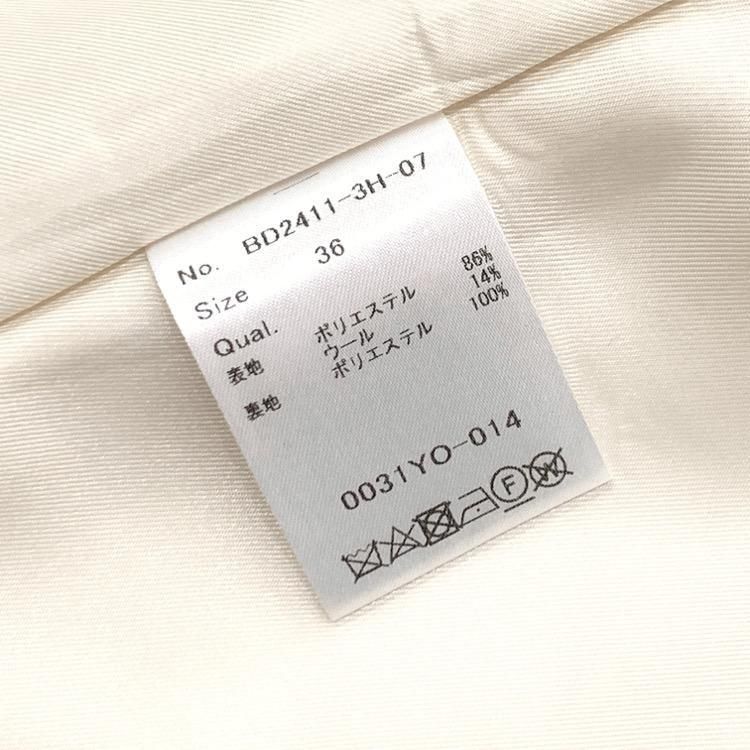 No. BD2411-3H-07
Size 36
Qual.
表地 ポリエステル 86%
ウール 14%
裏地 ポリエステル 100%
0031YO-014
F
W